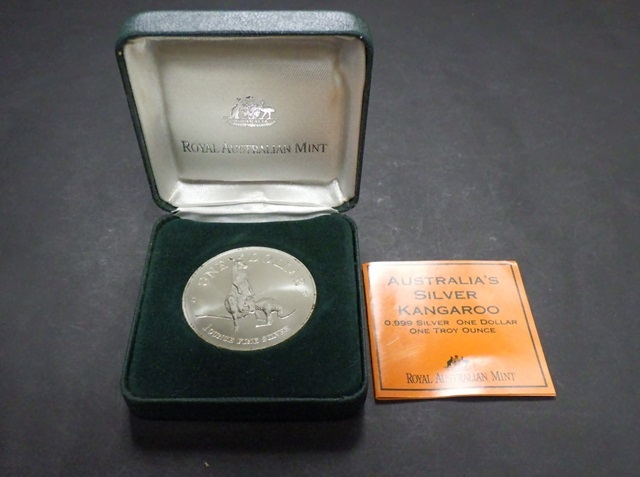 ROYAL AUSTRALIAN MINT
ONE DOLLAR
1 OUNCE FINE SILVER
AUSTRALIA'S
SILVER
KANGAROO
0.999 SILVER ONE DOLLAR
ONE TROY OUNCE
ROYAL AUSTRALIAN MINT